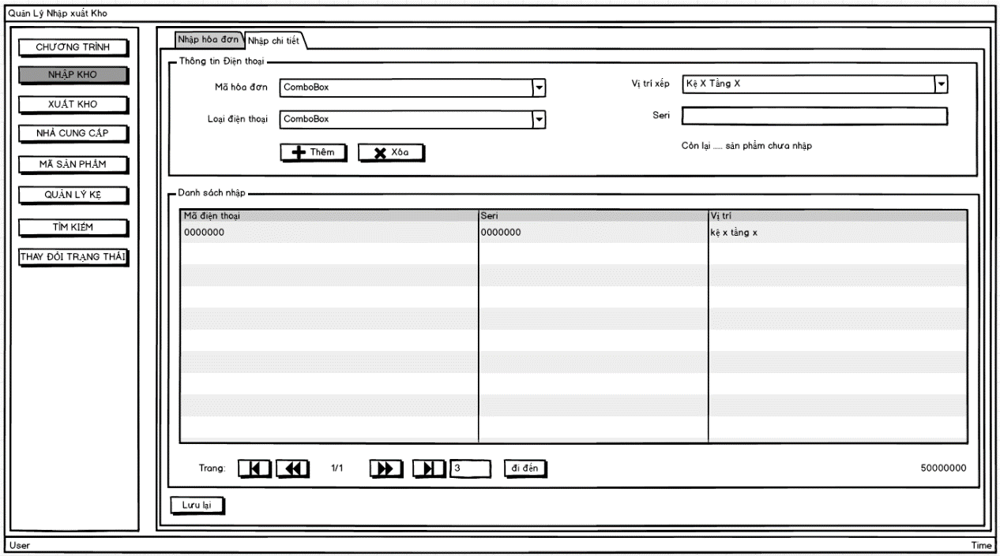 Quản Lý Nhập xuất Kho
CHƯƠNG TRÌNH
NHẬP KHO
XUẤT KHO
NHÀ CUNG CẤP
MÃ SẢN PHẨM
QUẢN LÝ KỆ
TÌM KIẾM
THAY ĐỔI TRẠNG THÁI
Nhập hóa đơn
Nhập chi tiết
Thông tin Điện thoại
Mã hóa đơn
ComboBox
Vị trí xếp
Kệ X Tầng X
Loại điện thoại
ComboBox
Seri
Thêm
Xóa
Còn lại ..... sản phẩm chưa nhập
Danh sách nhập
Mã điện thoại
Seri
Vị trí
0000000
0000000
kệ x tầng x
Trang:
1/1
3
đi đến
50000000
Lưu lại
User
Time